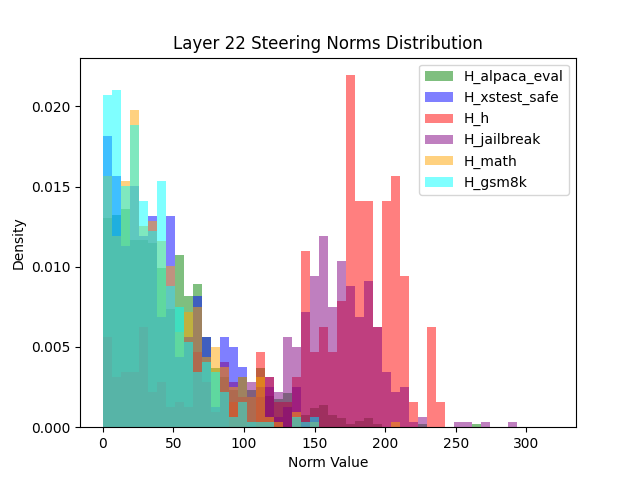 Layer 22 Steering Norms Distribution
H_alpaca_eval
H_xstest_safe
H_h
H_jailbreak
H_math
H_gsm8k
Density
0.020
0.015
0.010
0.005
0.000
0
50
100
150
200
250
300
Norm Value